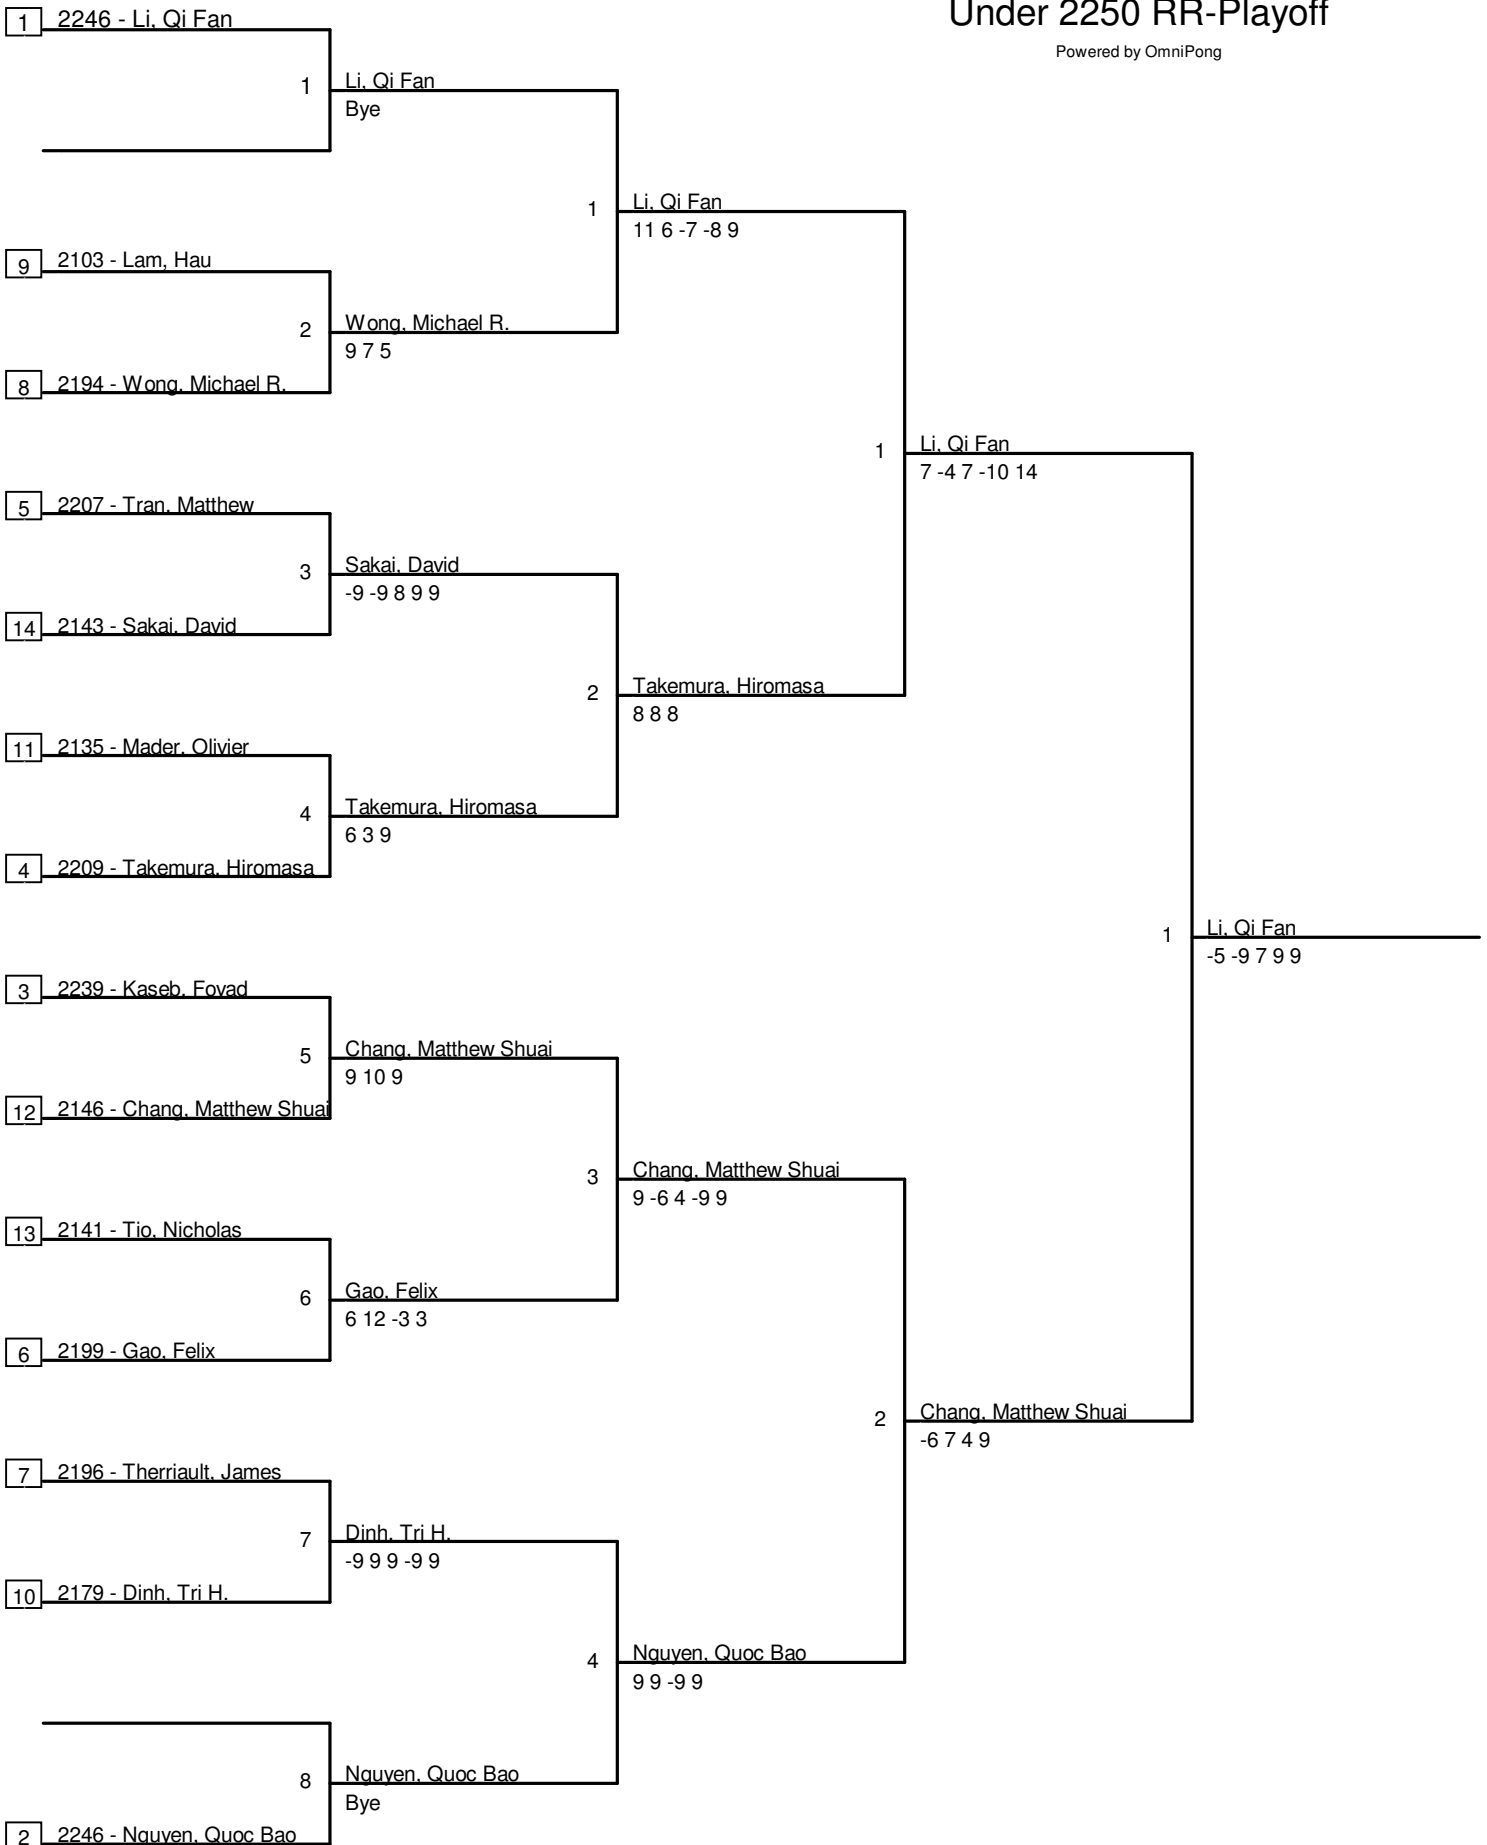 Under 2250 RR-Playoff
Powered by OmniPong
1 2246 - Li, Qi Fan
1 Li, Qi Fan
Bye
1 Li, Qi Fan
11 6 -7 -8 9
9 2103 - Lam, Hau
2 Wong, Michael R.
9 7 5
8 2194 - Wong, Michael R.
1 Li, Qi Fan
7 -4 7 -10 14
5 2207 - Tran, Matthew
3 Sakai, David
-9 -9 8 9 9
14 2143 - Sakai, David
2 Takemura, Hiromasa
8 8 8
11 2135 - Mader, Olivier
4 Takemura, Hiromasa
6 3 9
4 2209 - Takemura, Hiromasa
1 Li, Qi Fan
-5 -9 7 9 9
3 2239 - Kaseb, Fovad
5 Chang, Matthew Shuai
9 10 9
12 2146 - Chang, Matthew Shuai
3 Chang, Matthew Shuai
9 -6 4 -9 9
13 2141 - Tio, Nicholas
6 Gao, Felix
6 12 -3 3
6 2199 - Gao, Felix
2 Chang, Matthew Shuai
-6 7 4 9
7 2196 - Therriault, James
7 Dinh, Tri H.
-9 9 9 -9 9
10 2179 - Dinh, Tri H.
4 Nguyen, Quoc Bao
9 9 -9 9
8 Nguyen, Quoc Bao
Bye
2 2246 - Nguyen, Quoc Bao